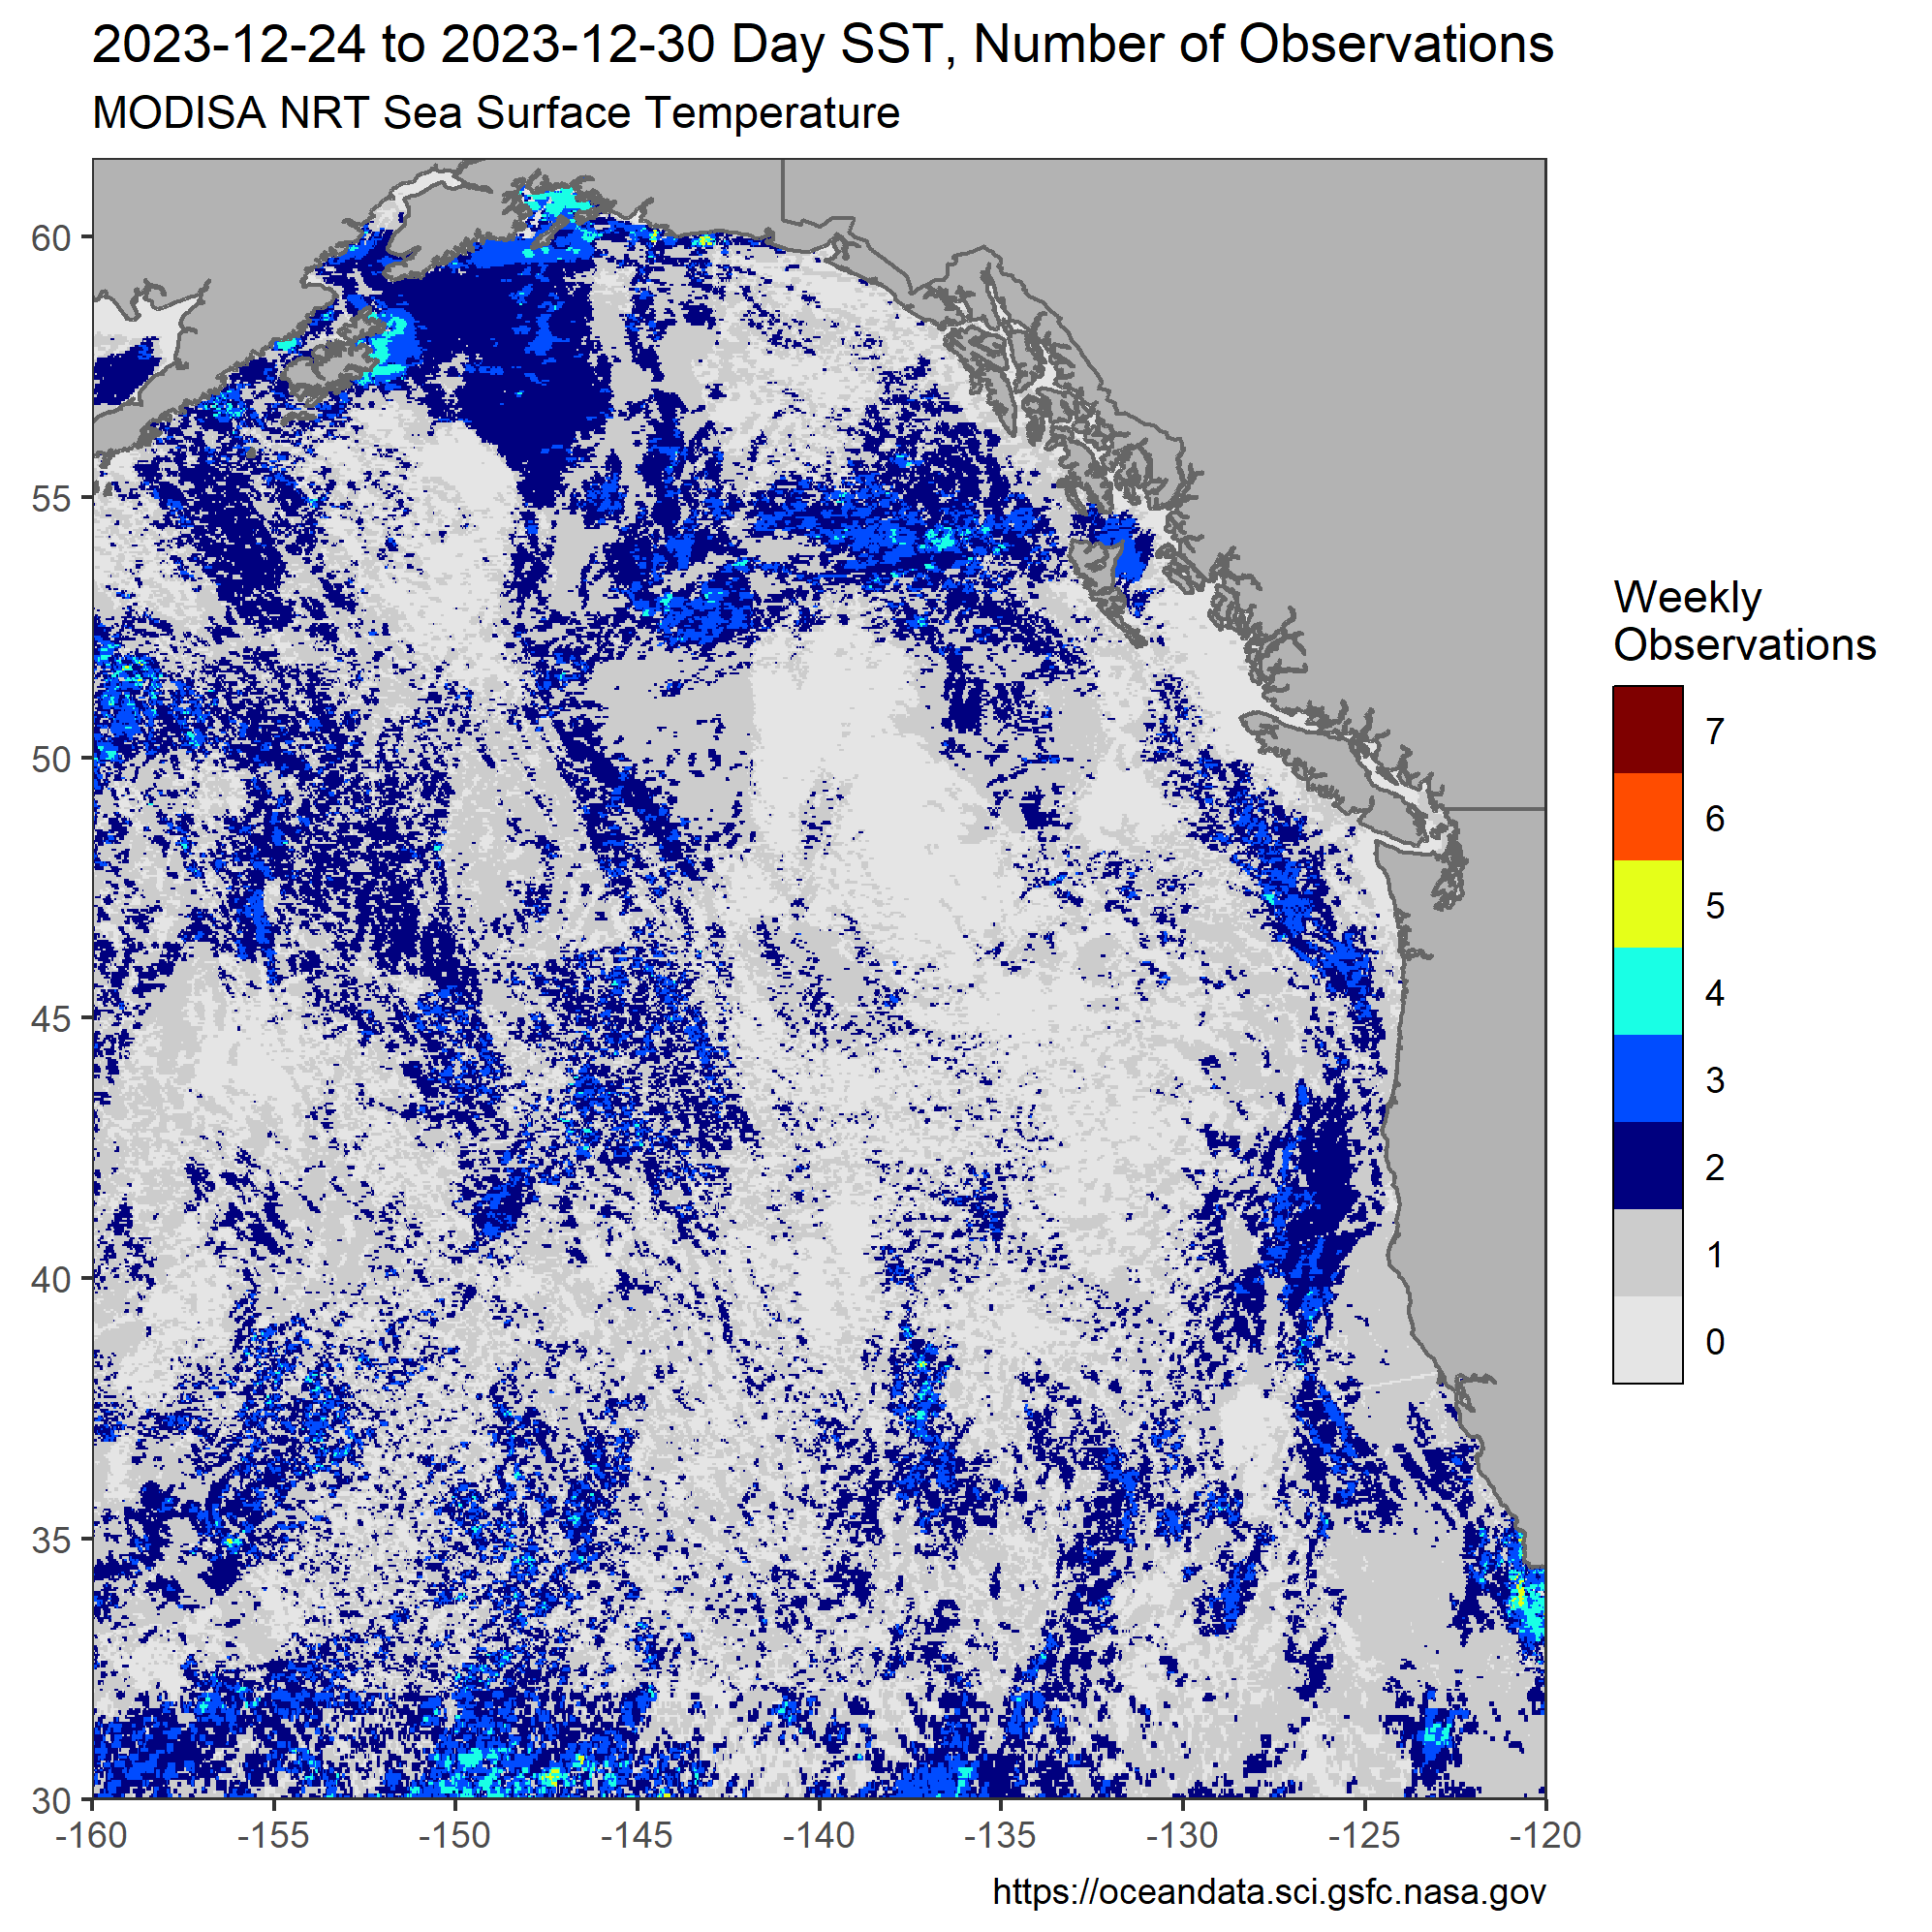 2023-12-24 to 2023-12-30 Day SST, Number of Observations
MODISA NRT Sea Surface Temperature
60
55
50
45
40
35
30
-160 -155 -150 -145 -140 -135 -130 -125 -120
Weekly
Observations
7
6
5
4
3
2
1
0
https://oceandata.sci.gsfc.nasa.gov